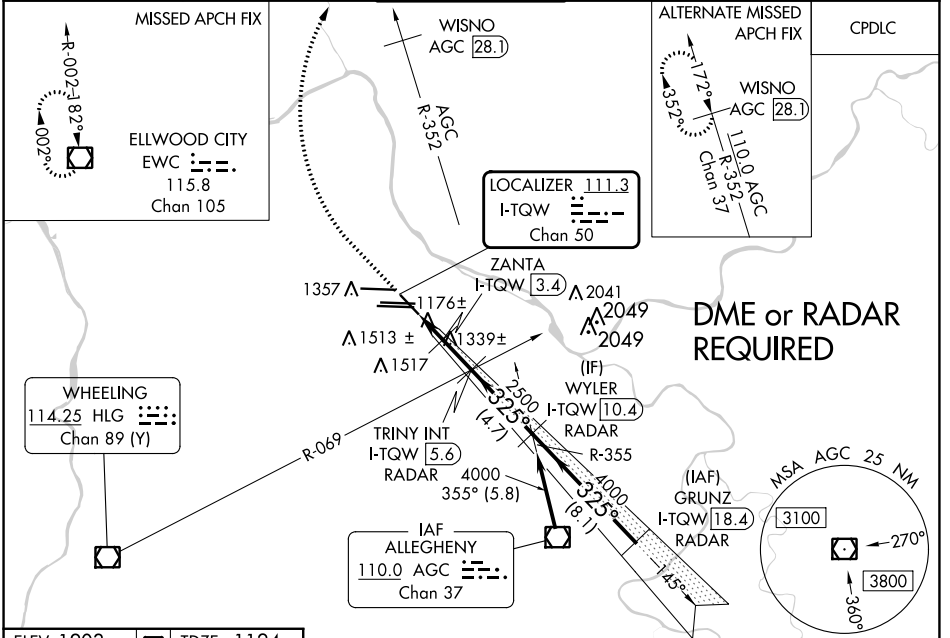 MISSED APCH FIX
R-002
182°
002°
ELLWOOD CITY
EWC
115.8
Chan 105
WISNO
AGC 28.1
AGC
R-352
ALTERNATE MISSED
APCH FIX
172°
352°
WISNO
AGC 28.1
110.0 AGC
R-352
Chan 37
CPDLC
LOCALIZER 111.3
I-TQW
Chan 50
ZANTA
I-TQW 3.4
1357
1176±
1513 ±
1339±
1517
2041
2049
2049
DME or RADAR
REQUIRED
WHEELING
114.25 HLG
Chan 89 (Y)
R-069
TRINY INT
I-TQW 5.6
RADAR
2500
325°
(4.7)
(IF)
WYLER
I-TQW 10.4
RADAR
R-355
4000
355° (5.8)
4000
325°
(8.1)
(IAF)
GRUNZ
I-TQW 18.4
RADAR
145°
IAF
ALLEGHENY
110.0 AGC
Chan 37
MSA AGC 25 NM
3100
270°
3800
360°